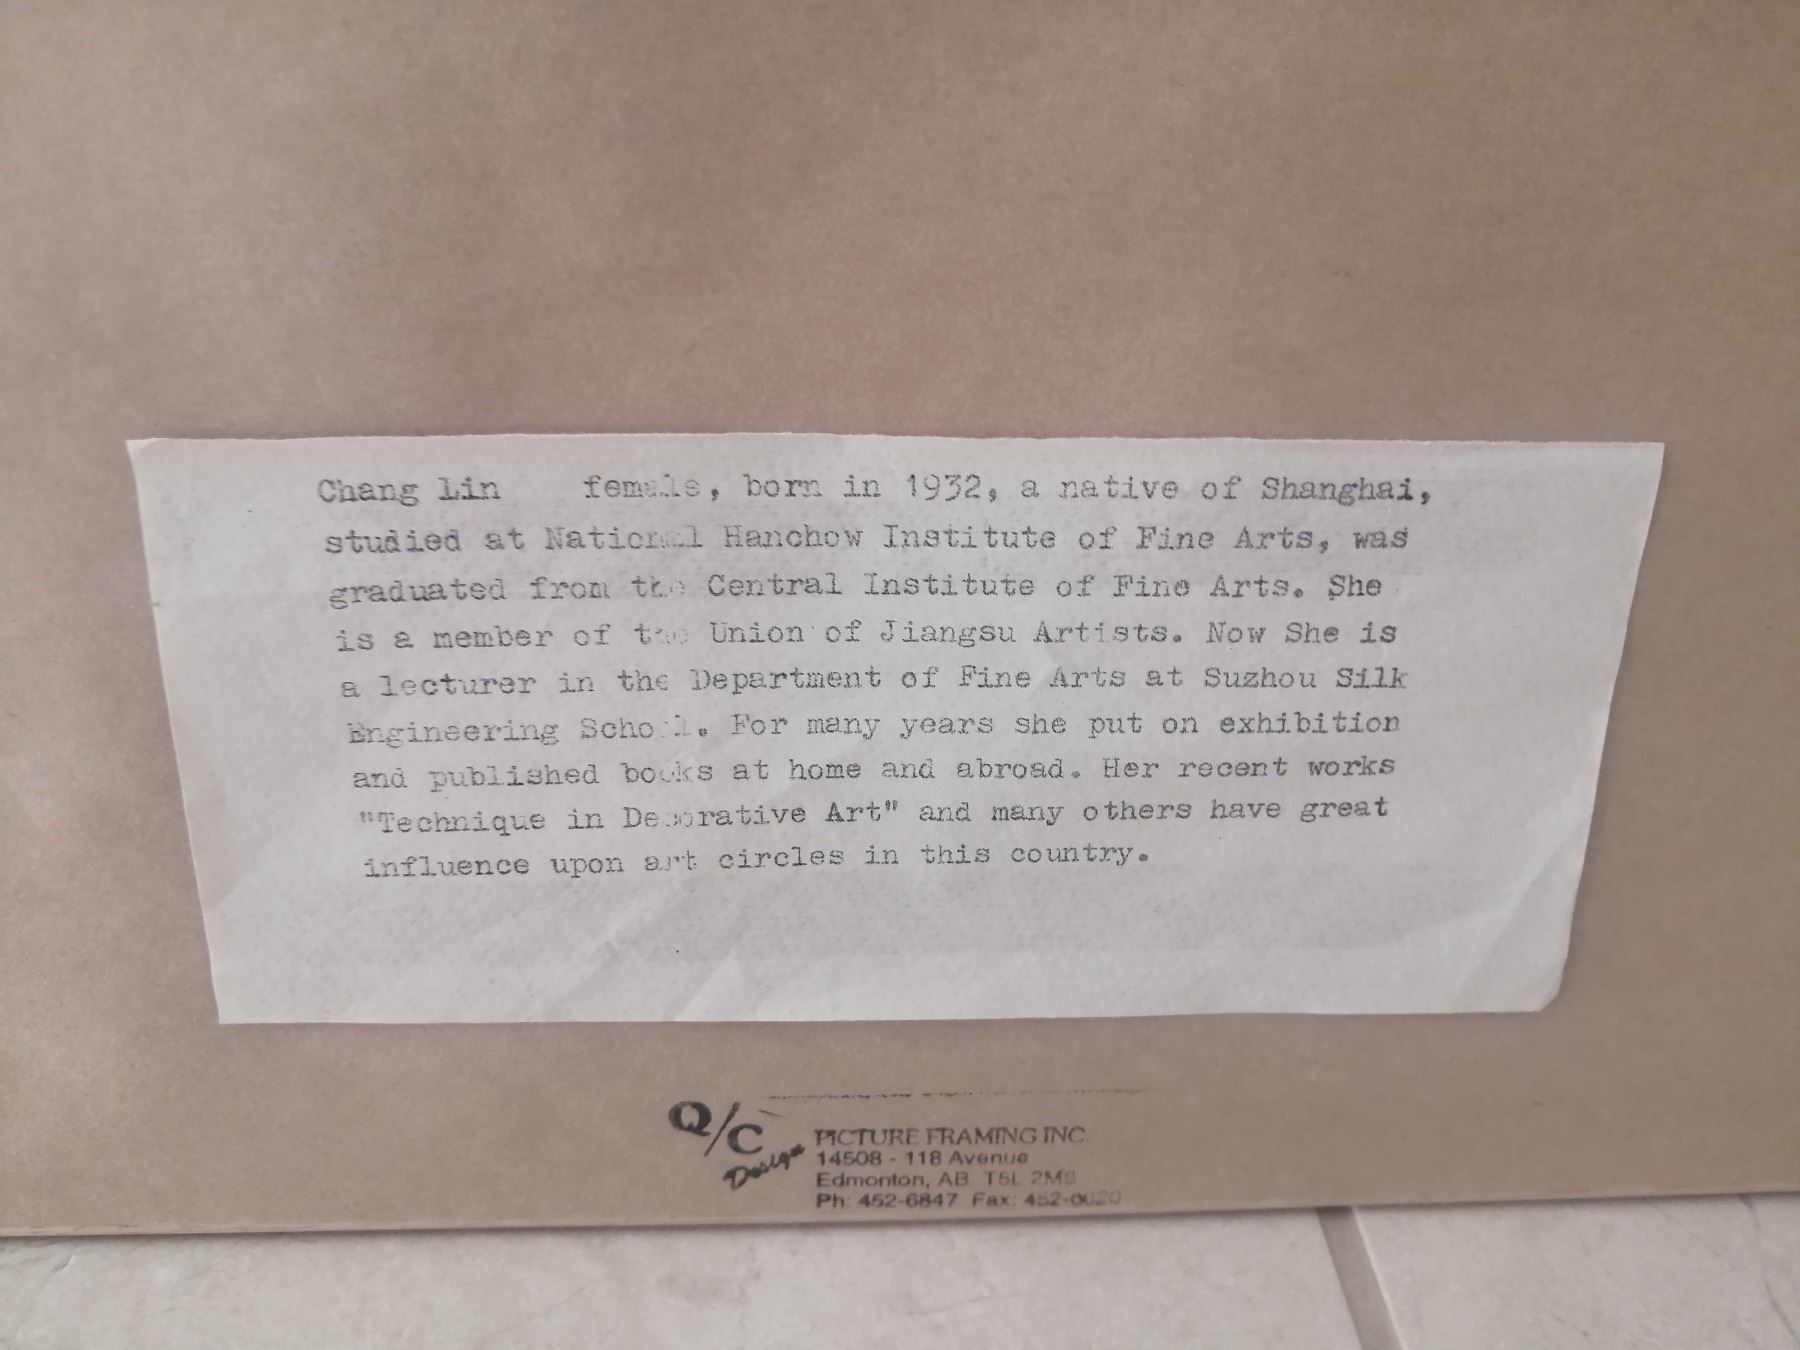 Chang Lin female, born in 1932, a native of Shanghai,
studied at National Hanchow Institute of Fine Arts, was
graduated from the Central Institute of Fine Arts. She
is a member of the Union of Jiangsu Artists. Now She is
a lecturer in the Department of Fine Arts at Suzhou Silk
Engineering School. For many years she put on exhibition
and published books at home and abroad. Her recent works
"Technique in Decorative Art" and many others have great
influence upon art circles in this country.
Q/C Design
PICTURE FRAMING INC.
14508 - 118 Avenue
Edmonton, AB T5L
Ph: 452-6847 Fax: